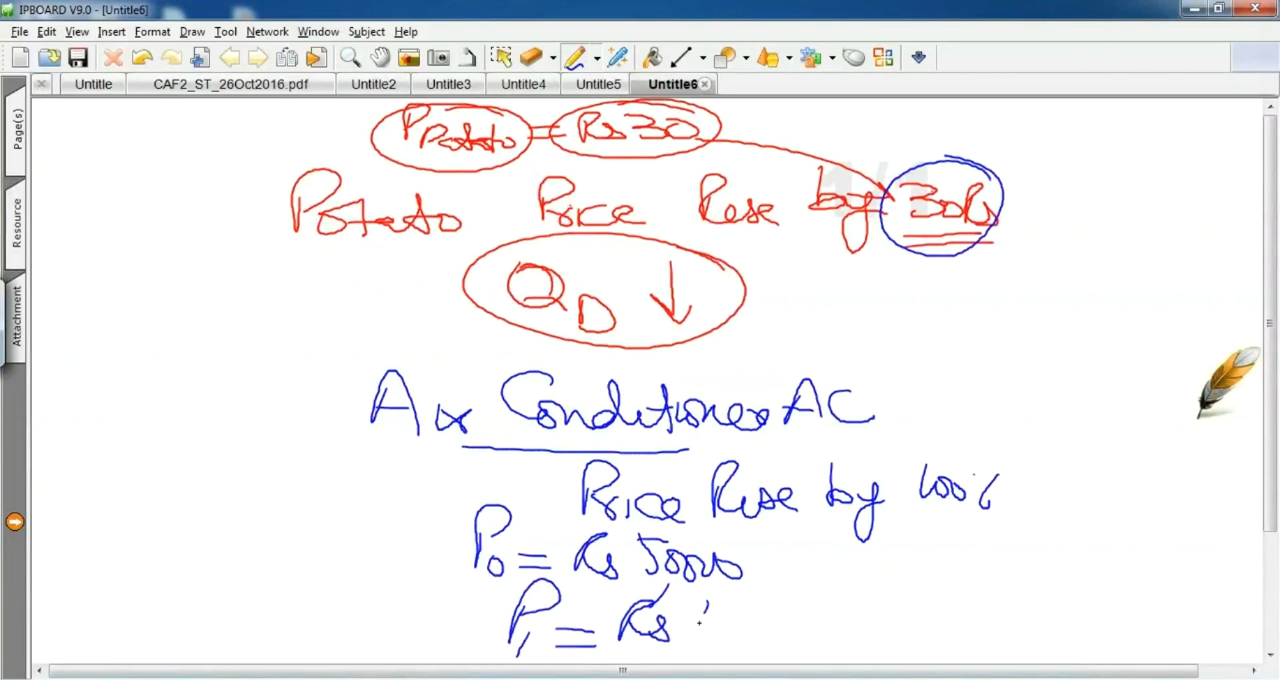 IPBOARD V9.0 - [Untitle6]
File Edit View Insert Format Draw Tool Network Window Subject Help
Untitle CAF2_ST_26Oct2016.pdf Untitle2 Untitle3 Untitle4 Untitle5 Untitle6
Page(s)
Resource
Attachment
P Potato = Rs 30
Potato Price Rise by 30Rs
QD ↓
Air Conditioner AC
Price Rise by 100%
P0 = Rs 50000
P1 = Rs